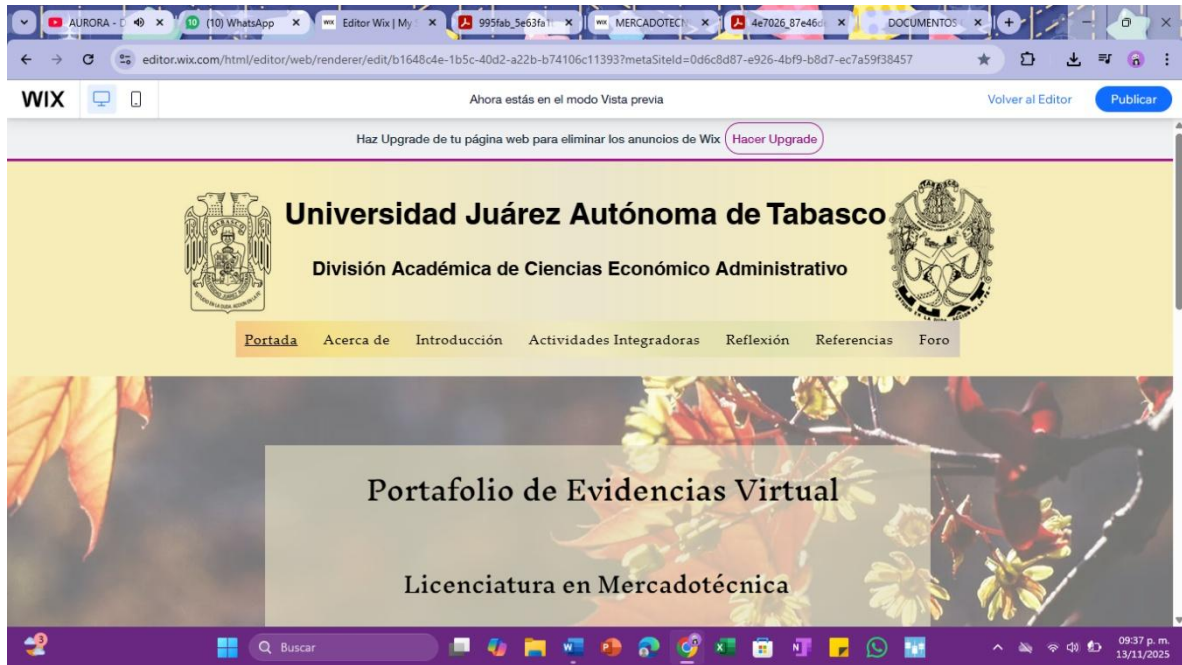 AURORA -
(10) WhatsApp
Editor Wix | My
995fab_5e63fa1
MERCADOTECN
4e7026_87e46d
DOCUMENTOS
editor.wix.com/html/editor/web/renderer/edit/b1648c4e-1b5c-40d2-a22b-b74106c11393?metaSiteId=0d6c8d87-e926-4bf9-b8d7-ec7a59f38457
WIX
Ahora estás en el modo Vista previa
Volver al Editor
Publicar
Haz Upgrade de tu página web para eliminar los anuncios de Wix Hacer Upgrade
Universidad Juárez Autónoma de Tabasco
División Académica de Ciencias Económico Administrativo
Portada Acerca de Introducción Actividades Integradoras Reflexión Referencias Foro
Portafolio de Evidencias Virtual
Licenciatura en Mercadotécnica
3
Buscar
09:37 p. m.
13/11/2025